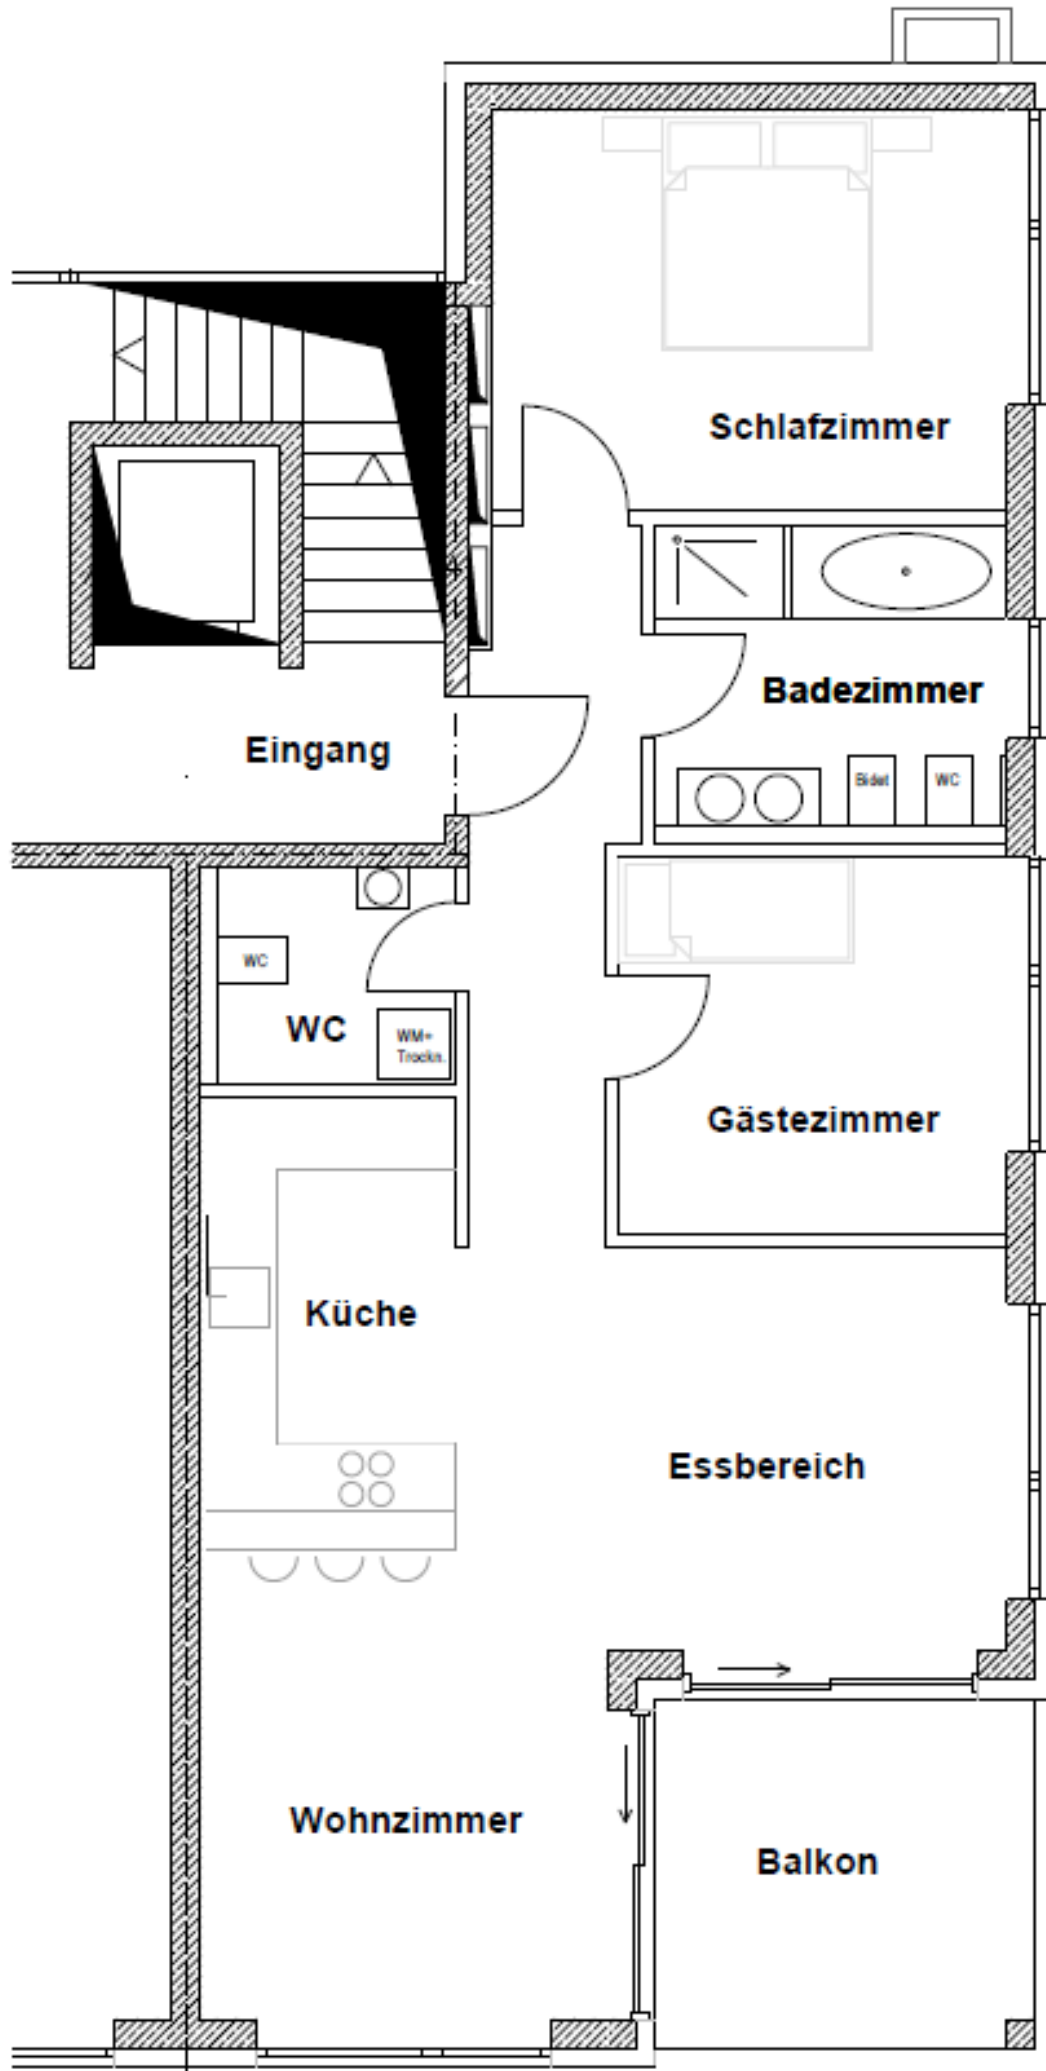 Schlafzimmer
Badezimmer
Eingang
Bidet
WC
WC
WC
WM+
Trockn.
Gästezimmer
Küche
Essbereich
Wohnzimmer
Balkon